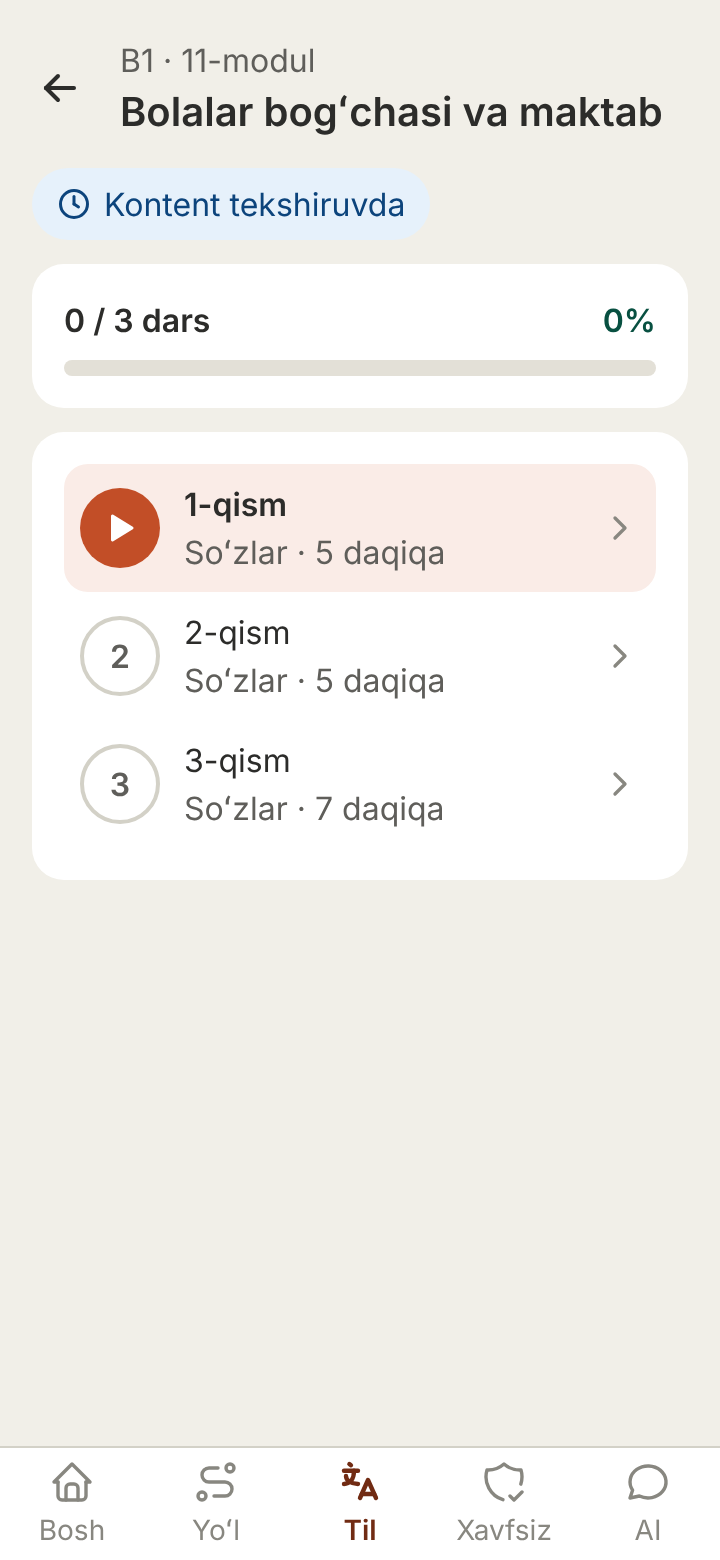 B1 · 11-modul
Bolalar bogʻchasi va maktab
Kontent tekshiruvda
0 / 3 dars
0%
1-qism
Soʻzlar · 5 daqiqa
2
2-qism
Soʻzlar · 5 daqiqa
3
3-qism
Soʻzlar · 7 daqiqa
Bosh
Yoʻl
Til
Xavfsiz
AI